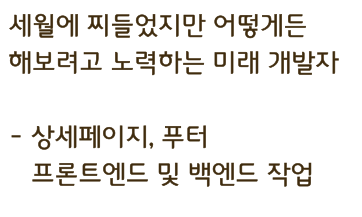 세월에 찌들었지만 어떻게든
해보려고 노력하는 미래 개발자
- 상세페이지, 푸터
프론트엔드 및 백엔드 작업